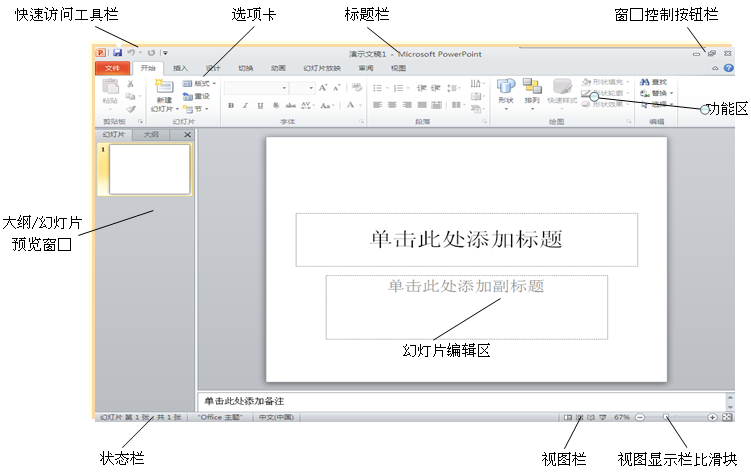 快速访问工具栏
选项卡
标题栏
窗口控制按钮栏
演示文稿1 - Microsoft PowerPoint
文件 开始 插入 设计 切换 动画 幻灯片放映 审阅 视图
粘贴
剪贴板
新建
幻灯片
版式
重设
节
幻灯片
B I U S abc AV Aa A
字体
段落
形状
排列
快速样式
形状填充
形状轮廓
形状效果
绘图
查找
替换
选择
编辑
功能区
幻灯片 大纲
1
大纲/幻灯片
预览窗口
单击此处添加标题
单击此处添加副标题
幻灯片编辑区
单击此处添加备注
幻灯片 第 1 张, 共 1 张 "Office 主题" 中文(中国) 67%
状态栏
视图栏
视图显示栏比滑块